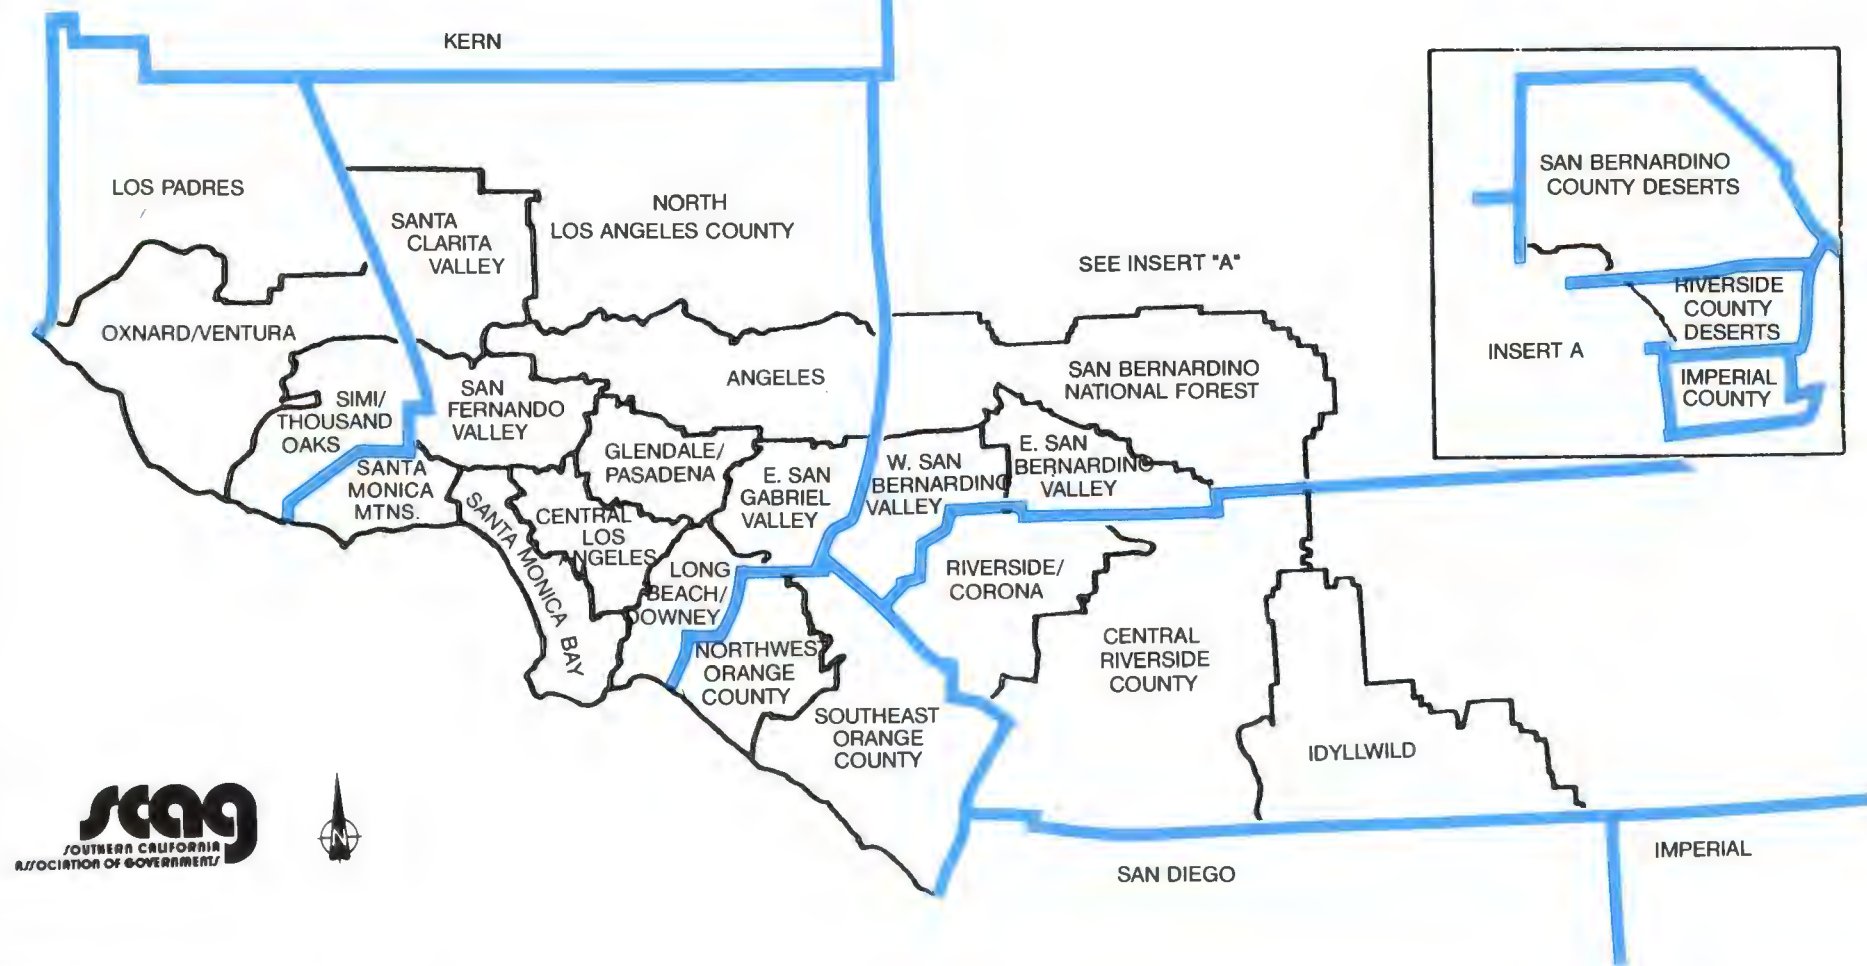 KERN
LOS PADRES
SANTA
CLARITA
VALLEY
NORTH
LOS ANGELES COUNTY
SEE INSERT "A"
OXNARD/VENTURA
SIMI/
THOUSAND
OAKS
SAN
FERNANDO
VALLEY
ANGELES
SAN BERNARDINO
NATIONAL FOREST
SANTA
MONICA
MTNS.
GLENDALE/
PASADENA
E. SAN
GABRIEL
VALLEY
W. SAN
BERNARDINO
VALLEY
E. SAN
BERNARDINO
VALLEY
SANTA MONICA BAY
CENTRAL
LOS
ANGELES
LONG
BEACH/
DOWNEY
RIVERSIDE/
CORONA
NORTHWEST
ORANGE
COUNTY
CENTRAL
RIVERSIDE
COUNTY
SOUTHEAST
ORANGE
COUNTY
IDYLLWILD
SAN DIEGO
IMPERIAL
SAN BERNARDINO
COUNTY DESERTS
RIVERSIDE
COUNTY
DESERTS
INSERT A
IMPERIAL
COUNTY
scag
SOUTHERN CALIFORNIA
ASSOCIATION OF GOVERNMENTS
N